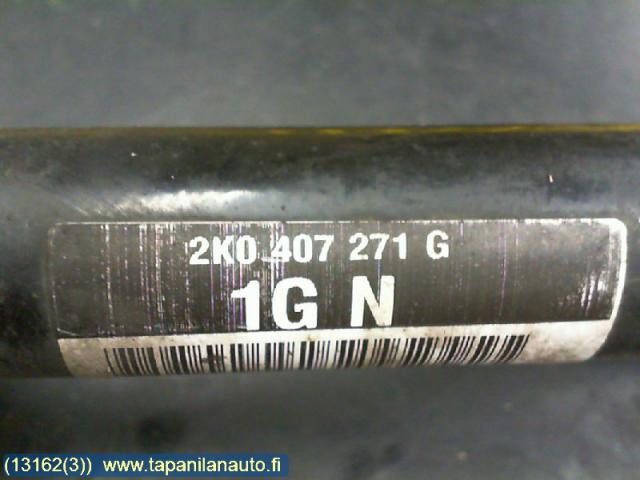 2K0 407 271 G
1G N
(13162(3)) www.tapanilanauto.fi